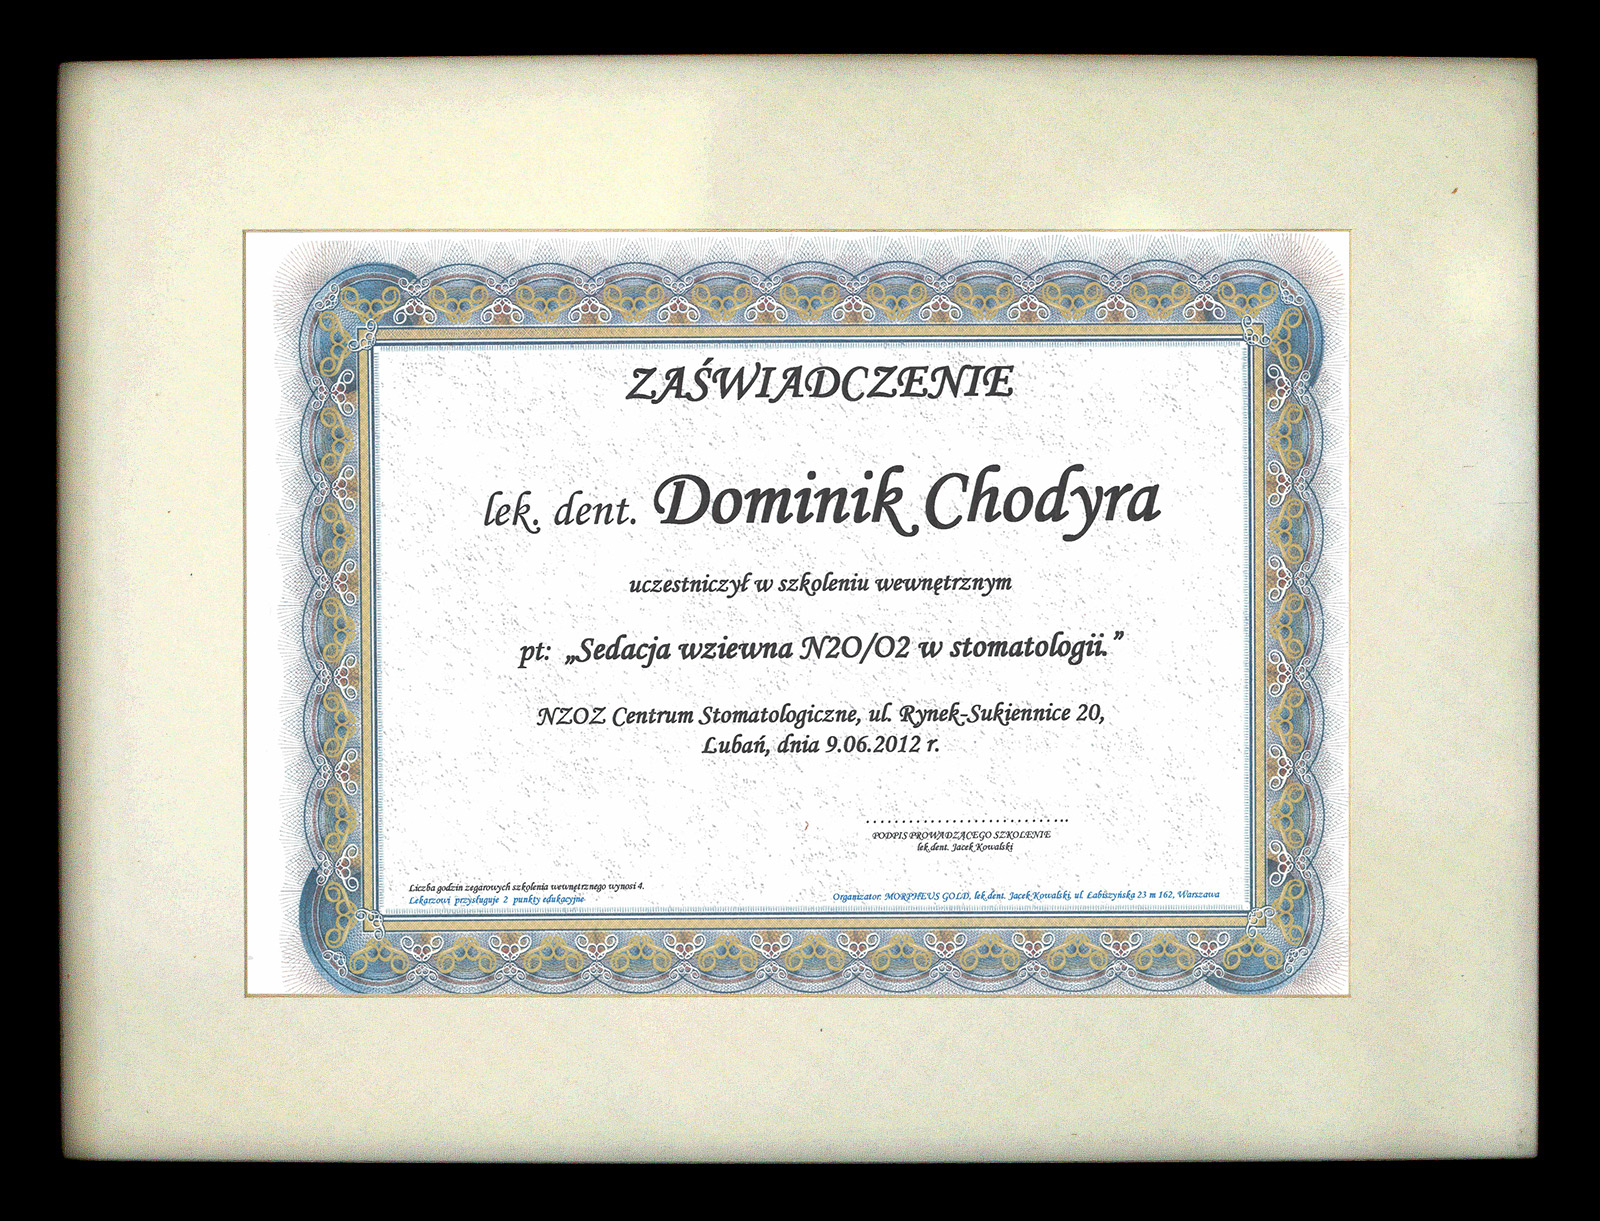 ZAŚWIADCZENIE
lek. dent. Dominik Chodyra
uczestniczył w szkoleniu wewnętrznym
pt: „Sedacja wziewna N2O/O2 w stomatologii.”
NZOZ Centrum Stomatologiczne, ul. Rynek-Sukiennice 20,
Lubań, dnia 9.06.2012 r.
................................
PODPIS PROWADZĄCEGO SZKOLENIE
lek.dent. Jacek Kowalski
Liczba godzin zegarowych szkolenia wewnętrznego wynosi 4.
Lekarzowi przysługuje 2 punkty edukacyjne
Organizator: MORPHEUS GOLD, lek.dent. Jacek Kowalski, ul. Łabiszyńska 23 m 162, Warszawa